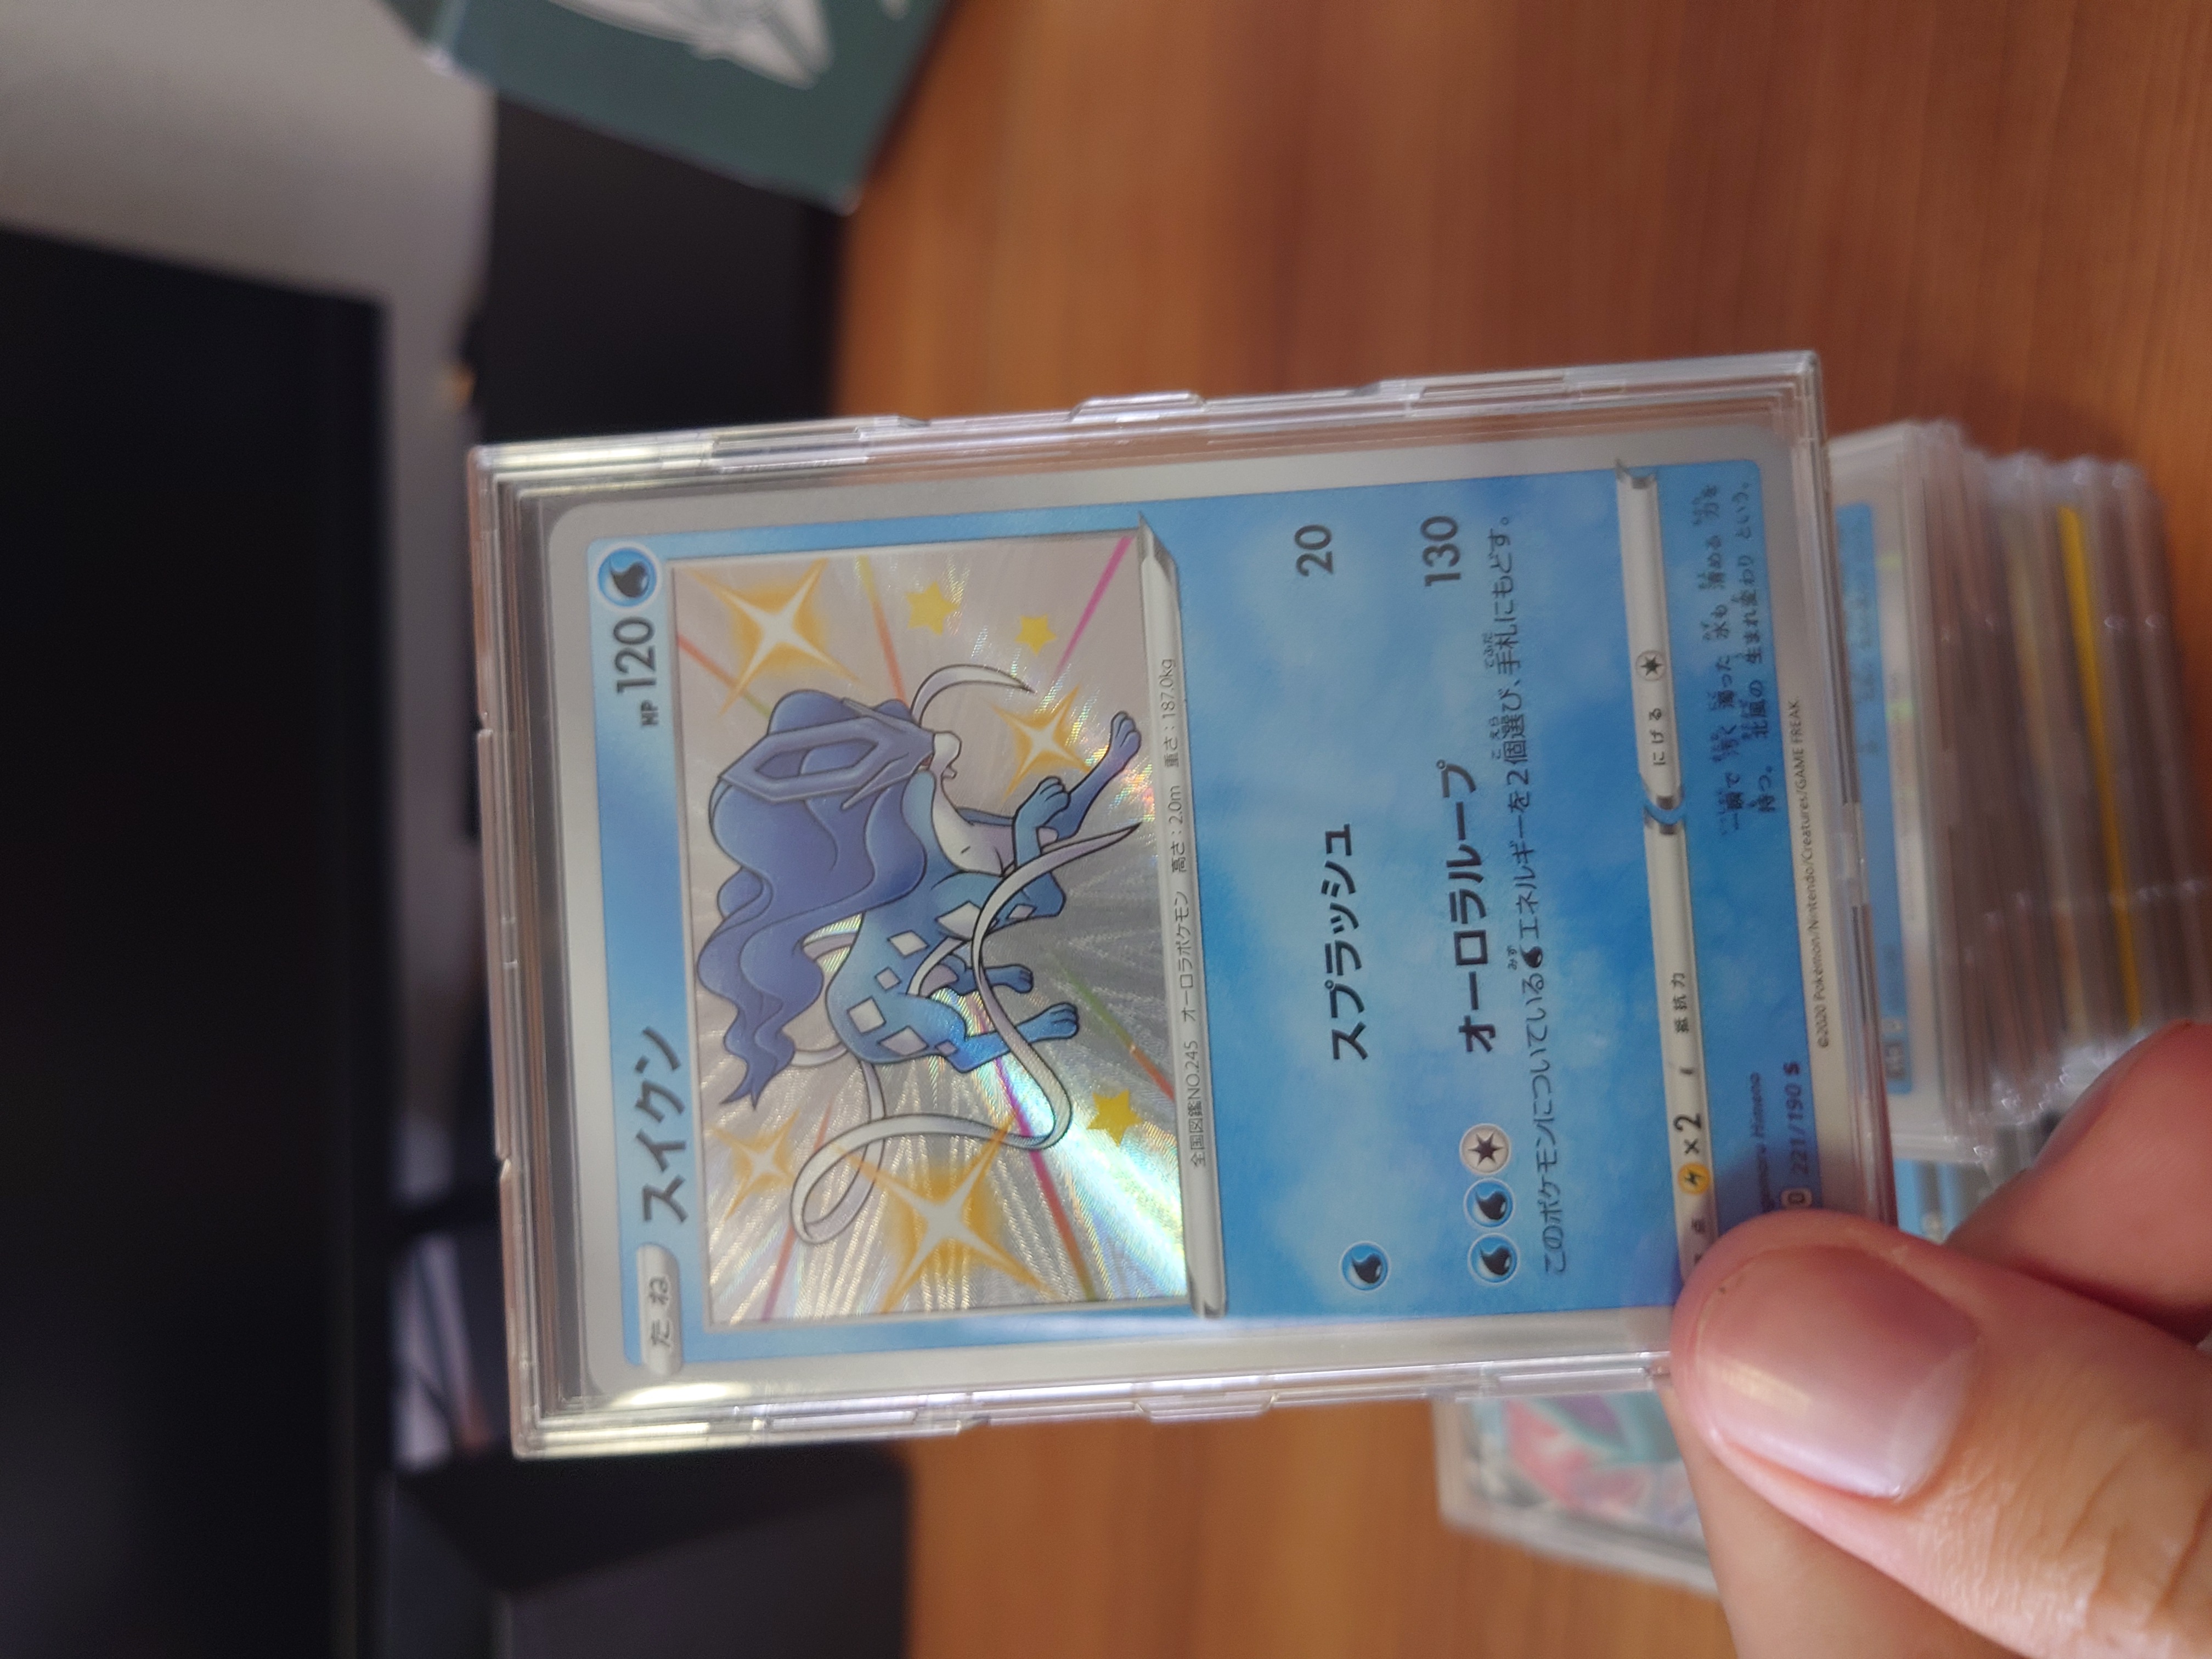 たね スイクン HP 120
全国図鑑NO.245 オーロラポケモン 高さ：2.0m 重さ：187.0kg
スプラッシュ 20
オーロラループ 130
このポケモンについているエネルギーを2個選び、手札にもどす。
点 ×2 抵抗力 にげる
一瞬で 汚く 濁った 水も 清める 力を
持つ。 北風の 生まれ変わり という。
Himeno
221/190 S
©2020 Pokémon/Nintendo/Creatures/GAME FREAK.